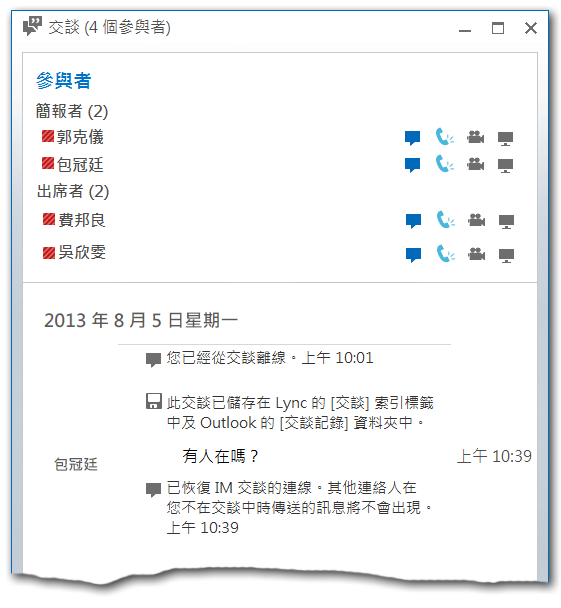 交談 (4 個參與者)
參與者
簡報者 (2)
郭克儀
包冠廷
出席者 (2)
費邦良
吳欣雯
2013 年 8 月 5 日星期一
您已經從交談離線。上午 10:01
此交談已儲存在 Lync 的 [交談] 索引標籤
中及 Outlook 的 [交談記錄] 資料夾中。
包冠廷 有人在嗎？ 上午 10:39
已恢復 IM 交談的連線。其他連絡人在
您不在交談中時傳送的訊息將不會出現。
上午 10:39